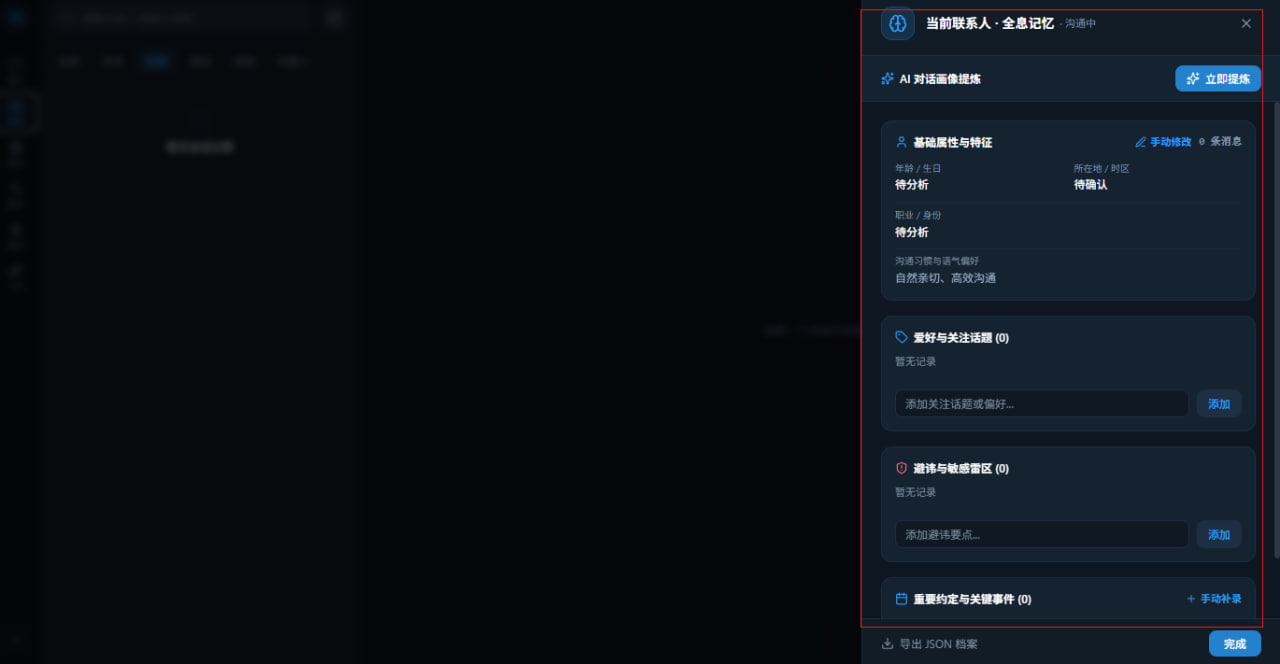 当前联系人 · 全息记忆 · 沟通中
AI 对话画像提炼
立即提炼
基础属性与特征
手动修改 0 条消息
年龄 / 生日
所在地 / 时区
待分析
待确认
职业 / 身份
待分析
沟通习惯与语气偏好
自然亲切、高效沟通
爱好与关注话题 (0)
暂无记录
添加关注话题或偏好...
添加
避讳与敏感雷区 (0)
暂无记录
添加避讳要点...
添加
重要约定与关键事件 (0)
+ 手动补录
导出 JSON 档案
完成